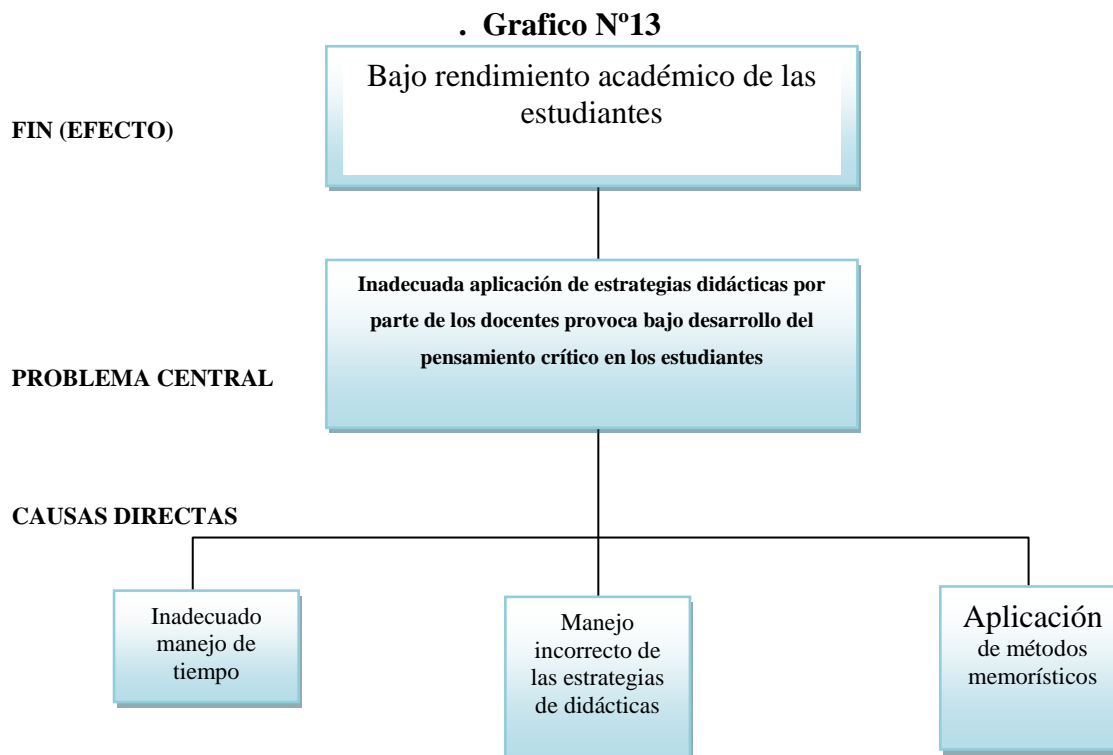 . Grafico Nº13
Bajo rendimiento académico de las
estudiantes
FIN (EFECTO)
Inadecuada aplicación de estrategias didácticas por
parte de los docentes provoca bajo desarrollo del
pensamiento crítico en los estudiantes
PROBLEMA CENTRAL
CAUSAS DIRECTAS
Inadecuado
manejo de
tiempo
Manejo
incorrecto de
las estrategias
de didácticas
Aplicación
de métodos
memorísticos